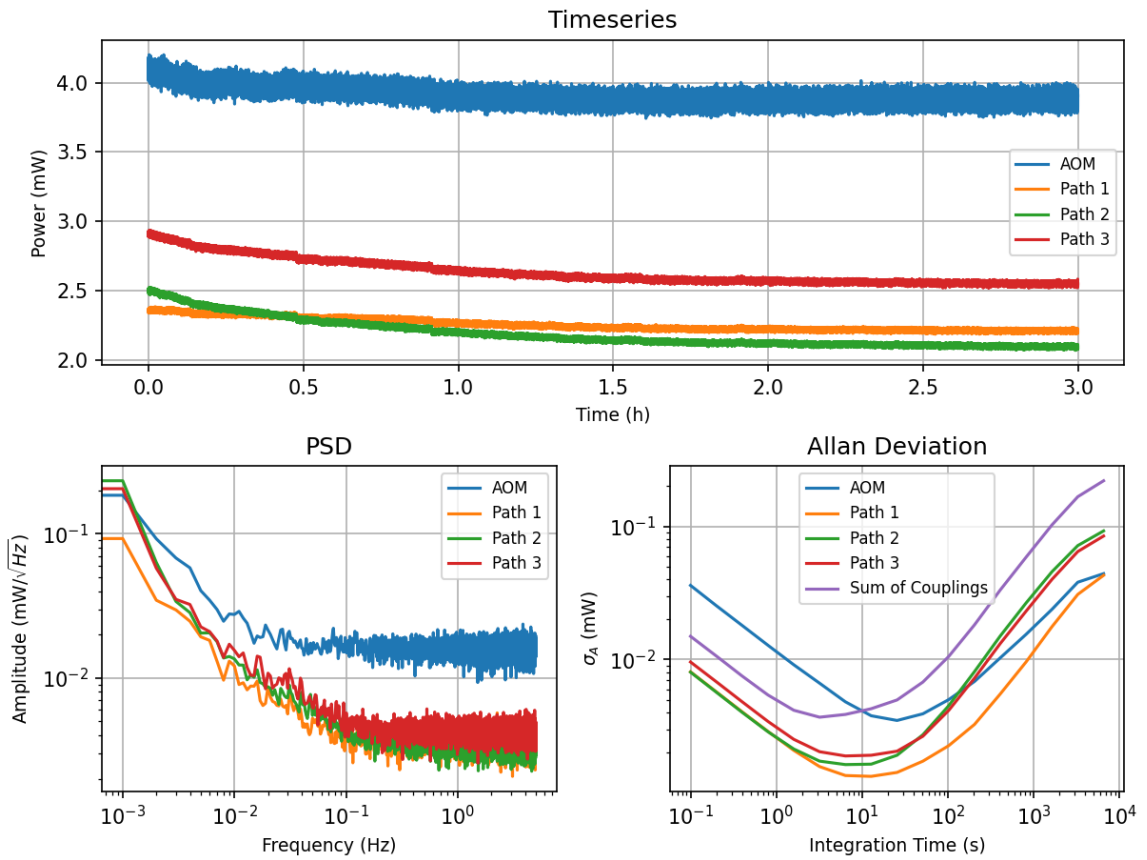 Timeseries
Power (mW)
4.0
3.5
3.0
2.5
2.0
AOM
Path 1
Path 2
Path 3
0.0 0.5 1.0 1.5 2.0 2.5 3.0
Time (h)
PSD
Amplitude (mW/√Hz)
10⁻¹
10⁻²
AOM
Path 1
Path 2
Path 3
10⁻³ 10⁻² 10⁻¹ 10⁰
Frequency (Hz)
Allan Deviation
σ_A (mW)
10⁻¹
10⁻²
AOM
Path 1
Path 2
Path 3
Sum of Couplings
10⁻¹ 10⁰ 10¹ 10² 10³ 10⁴
Integration Time (s)